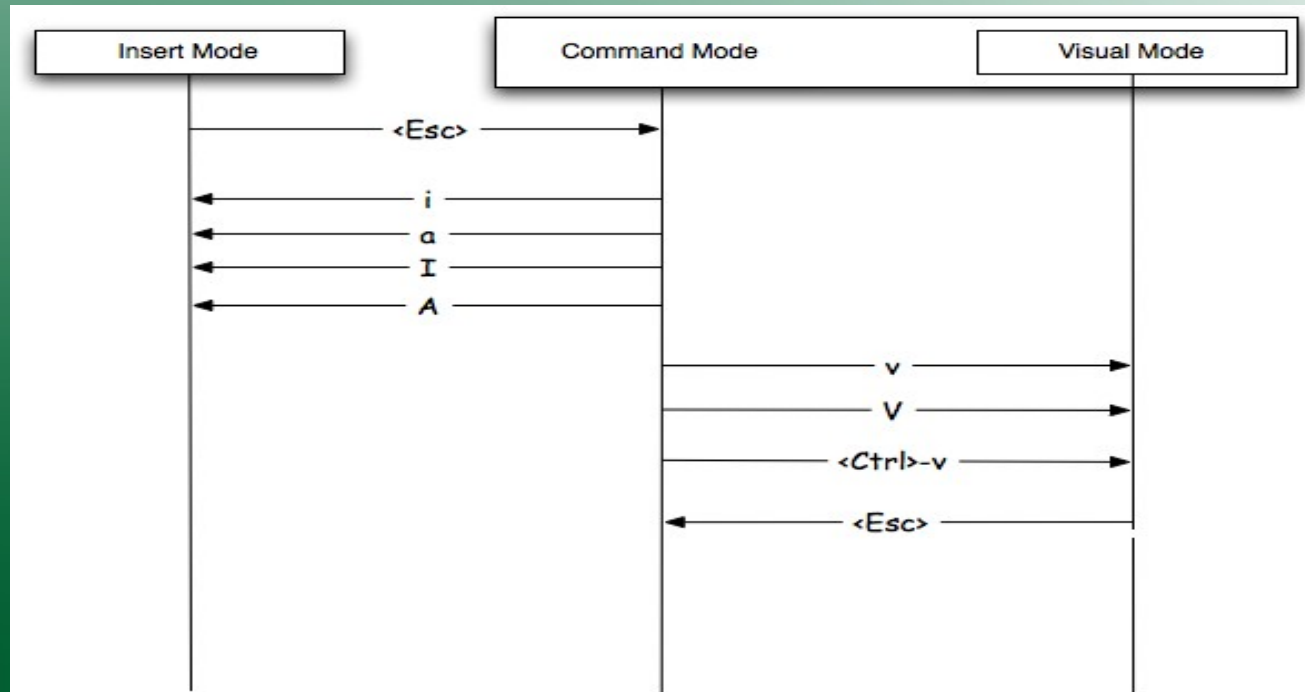 Insert Mode
Command Mode
Visual Mode
<Esc>
i
a
I
A
v
V
<Ctrl>-v
<Esc>